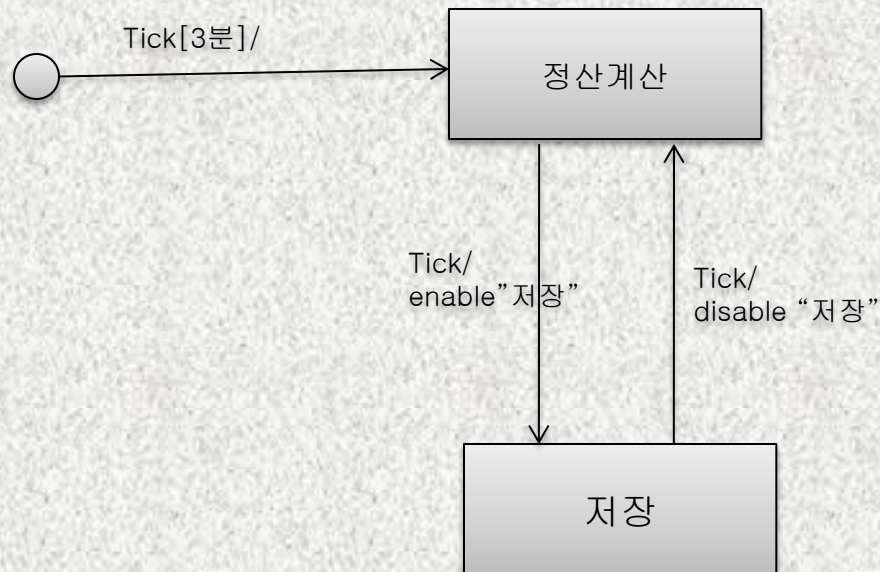 Tick[3분]/
정산계산
Tick/
enable”저장”
Tick/
disable “저장”
저장